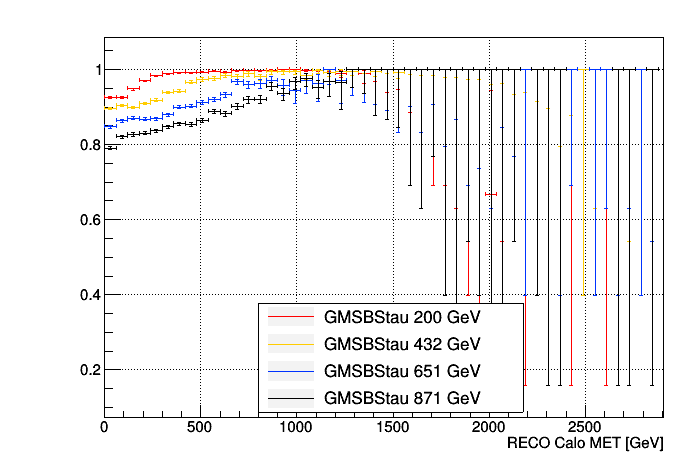 1
0.8
0.6
0.4
0.2
GMSBStau 200 GeV
GMSBStau 432 GeV
GMSBStau 651 GeV
GMSBStau 871 GeV
0 500 1000 1500 2000 2500
RECO Calo MET [GeV]